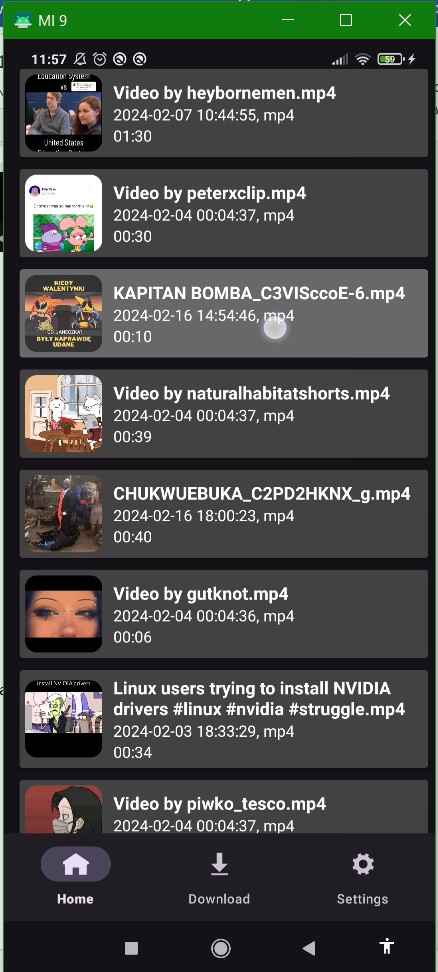 MI 9
11:57
59
Education System
vs
United States
Video by heybornemen.mp4
2024-02-07 10:44:55, mp4
01:30
Video by peterxclip.mp4
2024-02-04 00:04:37, mp4
00:30
KIEDY
WALENTYNKI
BYŁY NAPRAWDĘ
UDANE
KAPITAN BOMBA_C3VISccoE-6.mp4
2024-02-16 14:54:46, mp4
00:10
Video by naturalhabitatshorts.mp4
2024-02-04 00:04:37, mp4
00:39
CHUKWUEBUKA_C2PD2HKNX_g.mp4
2024-02-16 18:00:23, mp4
00:40
Video by gutknot.mp4
2024-02-04 00:04:36, mp4
00:06
install NVIDIA drivers
Linux users trying to install NVIDIA
drivers #linux #nvidia #struggle.mp4
2024-02-03 18:33:29, mp4
00:34
Video by piwko_tesco.mp4
2024-02-04 00:04:37, mp4
Home
Download
Settings